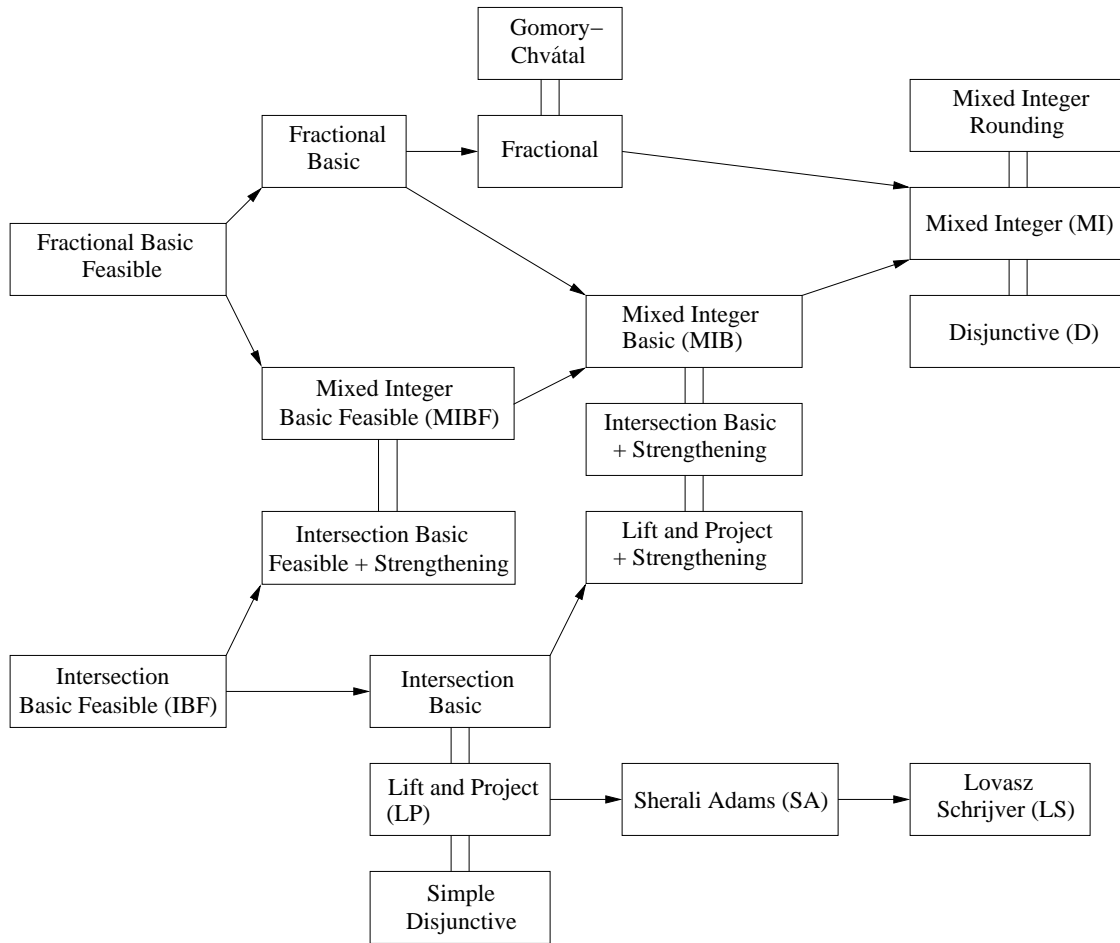 Gomory–
Chvátal
Mixed Integer
Rounding
Fractional
Basic
Fractional
Mixed Integer (MI)
Fractional Basic
Feasible
Mixed Integer
Basic (MIB)
Disjunctive (D)
Mixed Integer
Basic Feasible (MIBF)
Intersection Basic
+ Strengthening
Intersection Basic
Feasible + Strengthening
Lift and Project
+ Strengthening
Intersection
Basic Feasible (IBF)
Intersection
Basic
Lift and Project
(LP)
Sherali Adams (SA)
Lovasz
Schrijver (LS)
Simple
Disjunctive